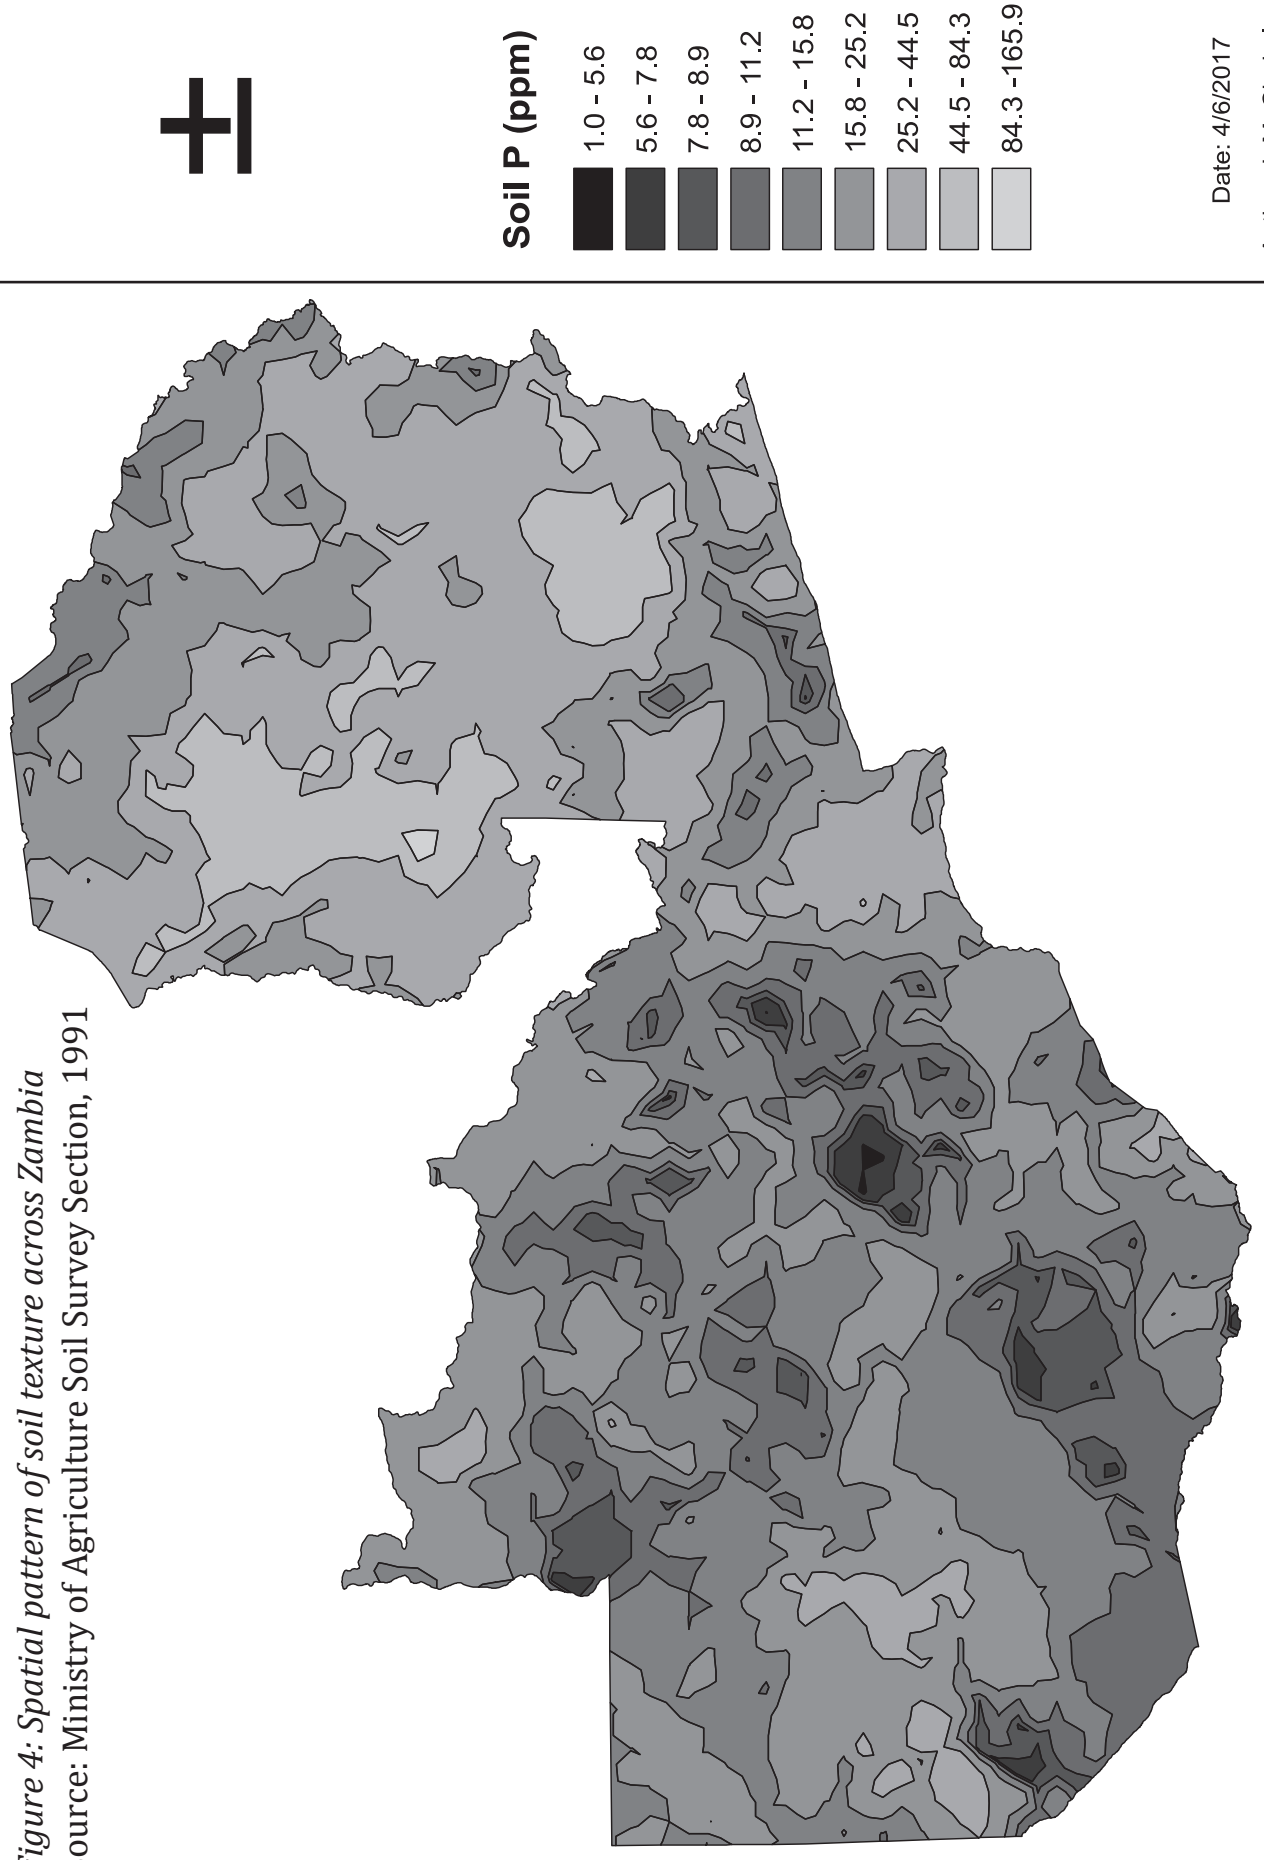 igure 4: Spatial pattern of soil texture across Zambia
ource: Ministry of Agriculture Soil Survey Section, 1991
Soil P (ppm)
1.0 - 5.6
5.6 - 7.8
7.8 - 8.9
8.9 - 11.2
11.2 - 15.8
15.8 - 25.2
25.2 - 44.5
44.5 - 84.3
84.3 -165.9
Date: 4/6/2017